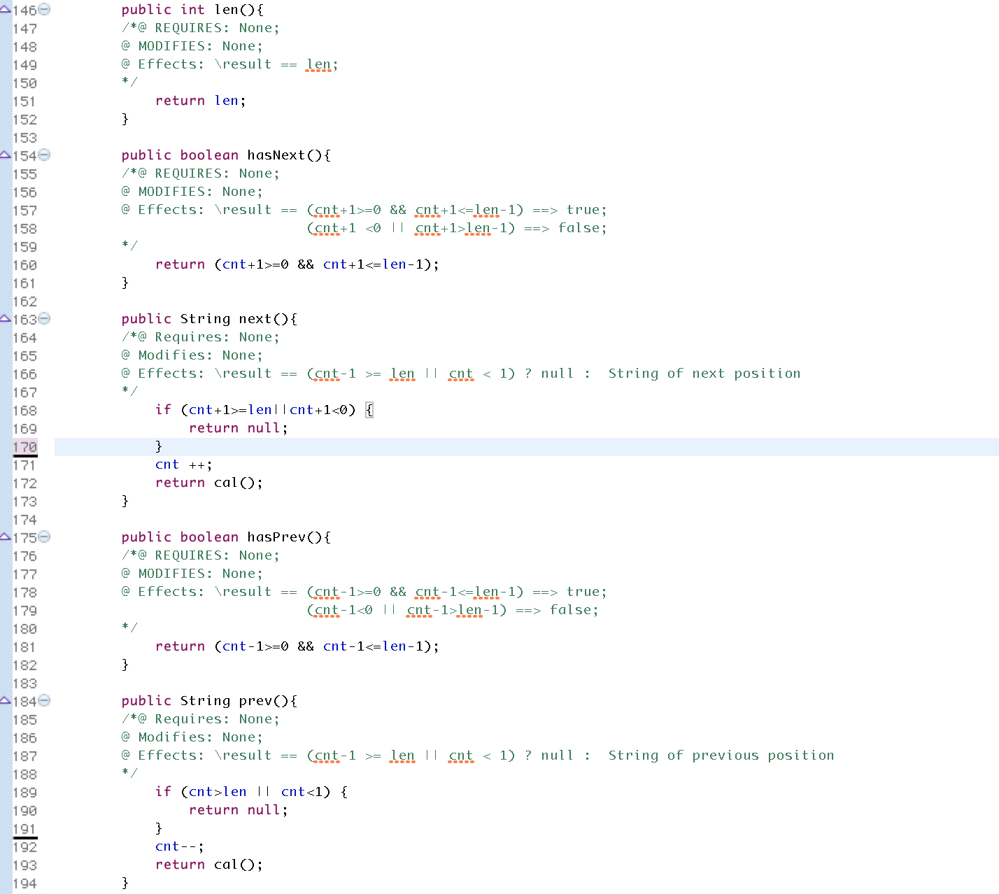 146 public int len(){
147 /*@ REQUIRES: None;
148 @ MODIFIES: None;
149 @ Effects: \result == len;
150 */
151 return len;
152 }
153
154 public boolean hasNext(){
155 /*@ REQUIRES: None;
156 @ MODIFIES: None;
157 @ Effects: \result == (cnt+1>=0 && cnt+1<=len-1) ==> true;
158 (cnt+1 <0 || cnt+1>len-1) ==> false;
159 */
160 return (cnt+1>=0 && cnt+1<=len-1);
161 }
162
163 public String next(){
164 /*@ Requires: None;
165 @ Modifies: None;
166 @ Effects: \result == (cnt-1 >= len || cnt < 1) ? null :  String of next position
167 */
168 if (cnt+1>=len||cnt+1<0) {
169 return null;
170 }
171 cnt ++;
172 return cal();
173 }
174
175 public boolean hasPrev(){
176 /*@ REQUIRES: None;
177 @ MODIFIES: None;
178 @ Effects: \result == (cnt-1>=0 && cnt-1<=len-1) ==> true;
179 (cnt-1<0 || cnt-1>len-1) ==> false;
180 */
181 return (cnt-1>=0 && cnt-1<=len-1);
182 }
183
184 public String prev(){
185 /*@ Requires: None;
186 @ Modifies: None;
187 @ Effects: \result == (cnt-1 >= len || cnt < 1) ? null :  String of previous position
188 */
189 if (cnt>len || cnt<1) {
190 return null;
191 }
192 cnt--;
193 return cal();
194 }